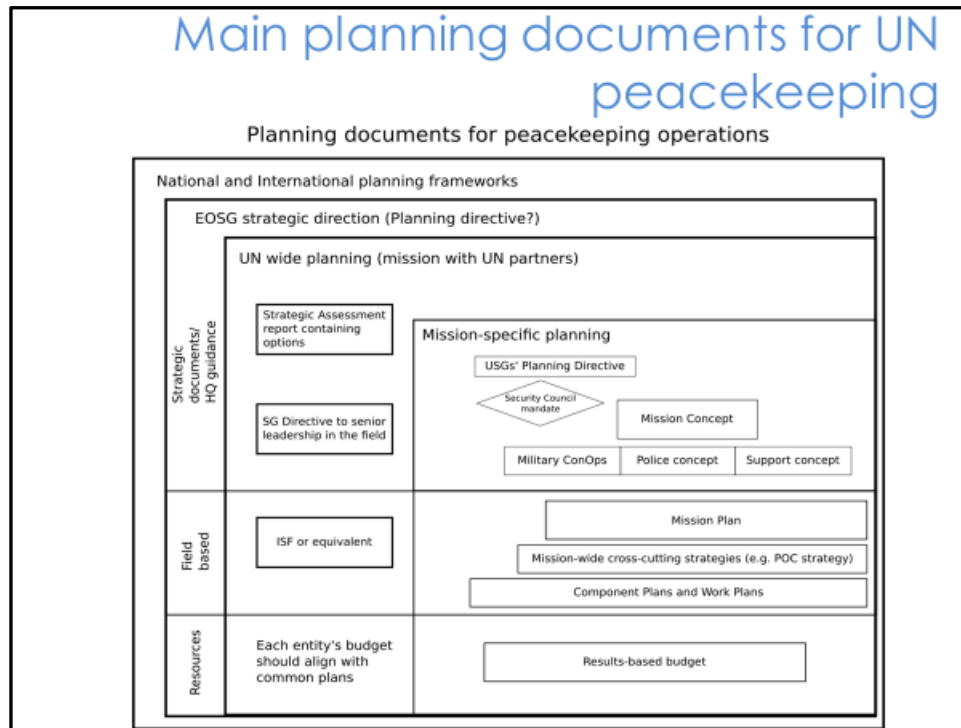 Main planning documents for UN
peacekeeping
Planning documents for peacekeeping operations
National and International planning frameworks
EOSG strategic direction (Planning directive?)
UN wide planning (mission with UN partners)
Strategic
documents/
HQ guidance
Strategic Assessment
report containing
options
SG Directive to senior
leadership in the field
Mission-specific planning
USGs' Planning Directive
Security Council
mandate
Mission Concept
Military ConOps
Police concept
Support concept
Field
based
ISF or equivalent
Mission Plan
Mission-wide cross-cutting strategies (e.g. POC strategy)
Component Plans and Work Plans
Resources
Each entity's budget
should align with
common plans
Results-based budget